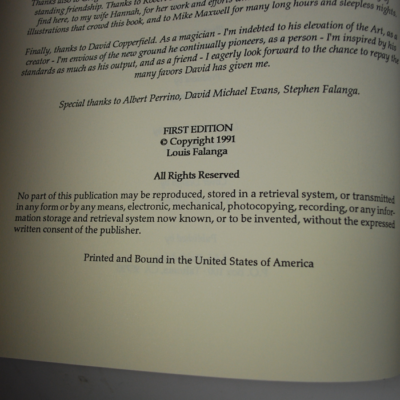 standing friendship. Thanks to Robert
find here, to my wife Hannah, for her work and efforts
illustrations that crowd this book, and to Mike Maxwell for many long hours and sleepless nights.
Finally, thanks to David Copperfield. As a magician - I'm indebted to his elevation of the Art, as a
creator - I'm envious of the new ground he continually pioneers, as a person - I'm inspired by his
standards as much as his output, and as a friend - I eagerly look forward to the chance to repay the
many favors David has given me.
Special thanks to Albert Perrino, David Michael Evans, Stephen Falanga.
FIRST EDITION
© Copyright 1991
Louis Falanga
All Rights Reserved
No part of this publication may be reproduced, stored in a retrieval system, or transmitted
in any form or by any means, electronic, mechanical, photocopying, recording, or any infor-
mation storage and retrieval system now known, or to be invented, without the expressed
written consent of the publisher.
Printed and Bound in the United States of America